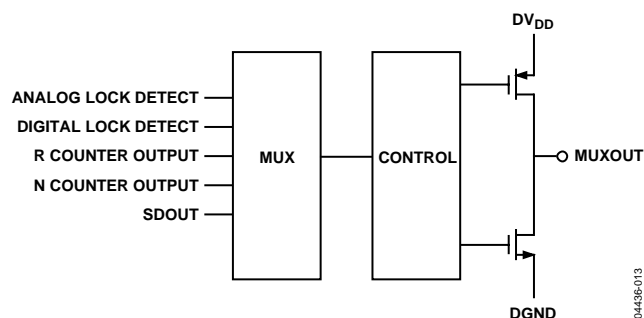 DVDD
ANALOG LOCK DETECT
DIGITAL LOCK DETECT
R COUNTER OUTPUT
N COUNTER OUTPUT
SDOUT
MUX
CONTROL
MUXOUT
DGND
04436-013